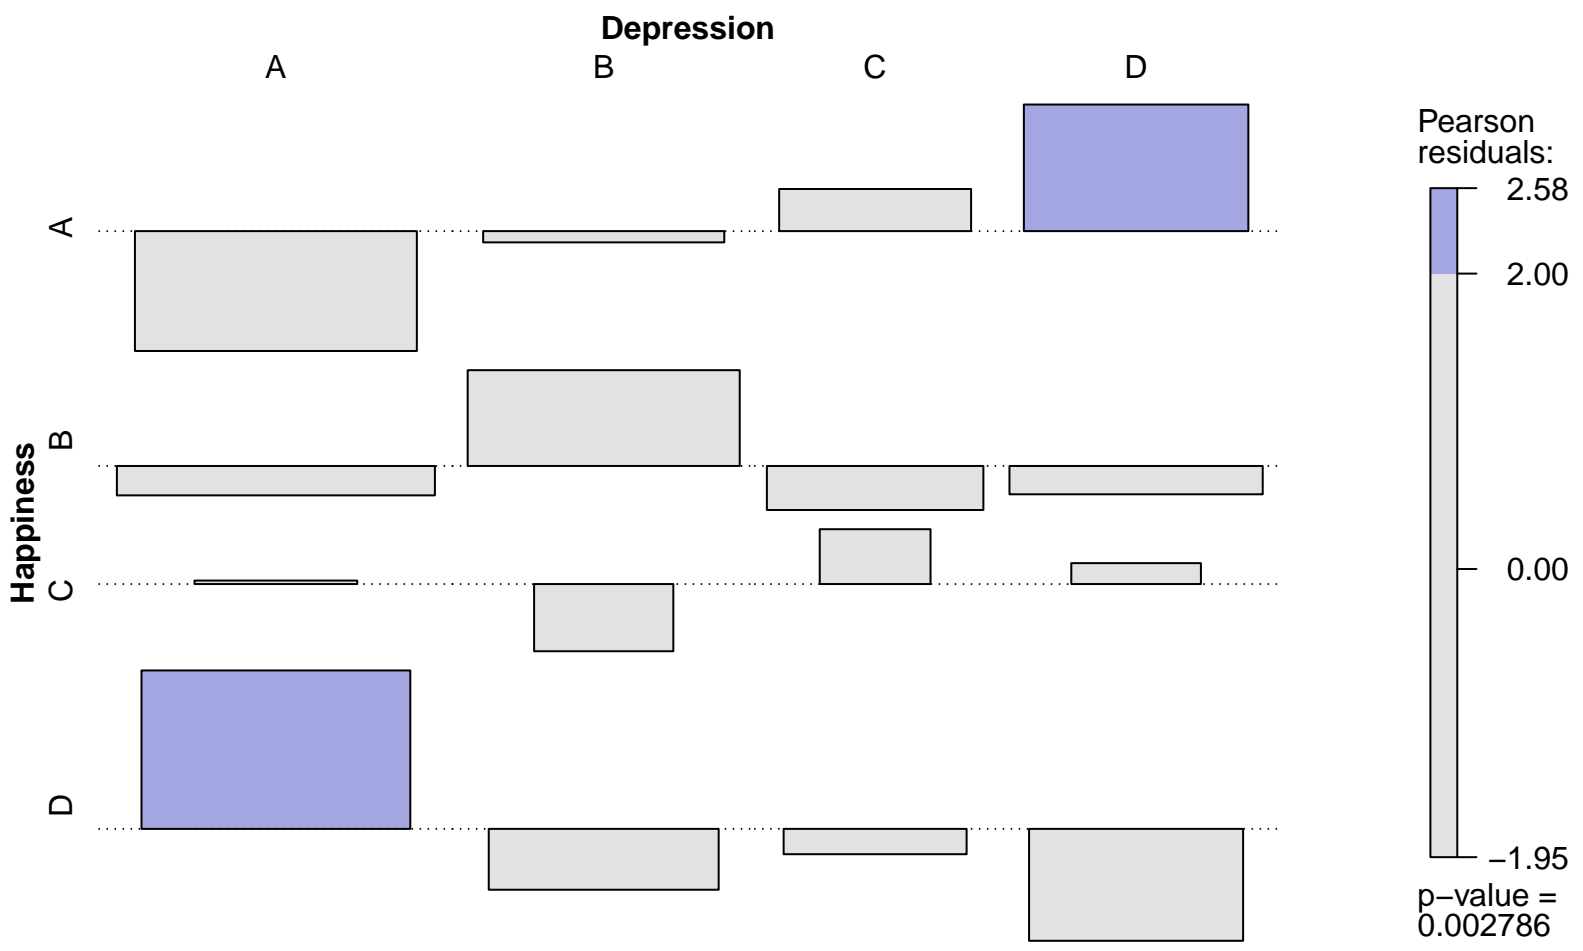 Depression
A B C D
Happiness
A
B
C
D
Pearson
residuals:
2.58
2.00
0.00
−1.95
p−value =
0.002786